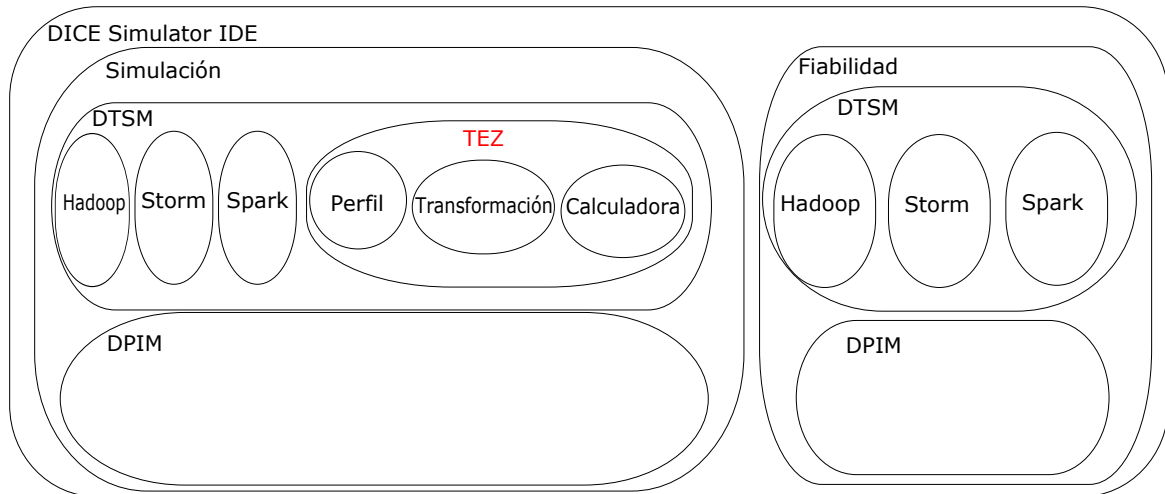 DICE Simulator IDE
Simulación
DTSM
TEZ
Hadoop
Storm
Spark
Perfil
Transformación
Calculadora
DPIM
Fiabilidad
DTSM
Hadoop
Storm
Spark
DPIM